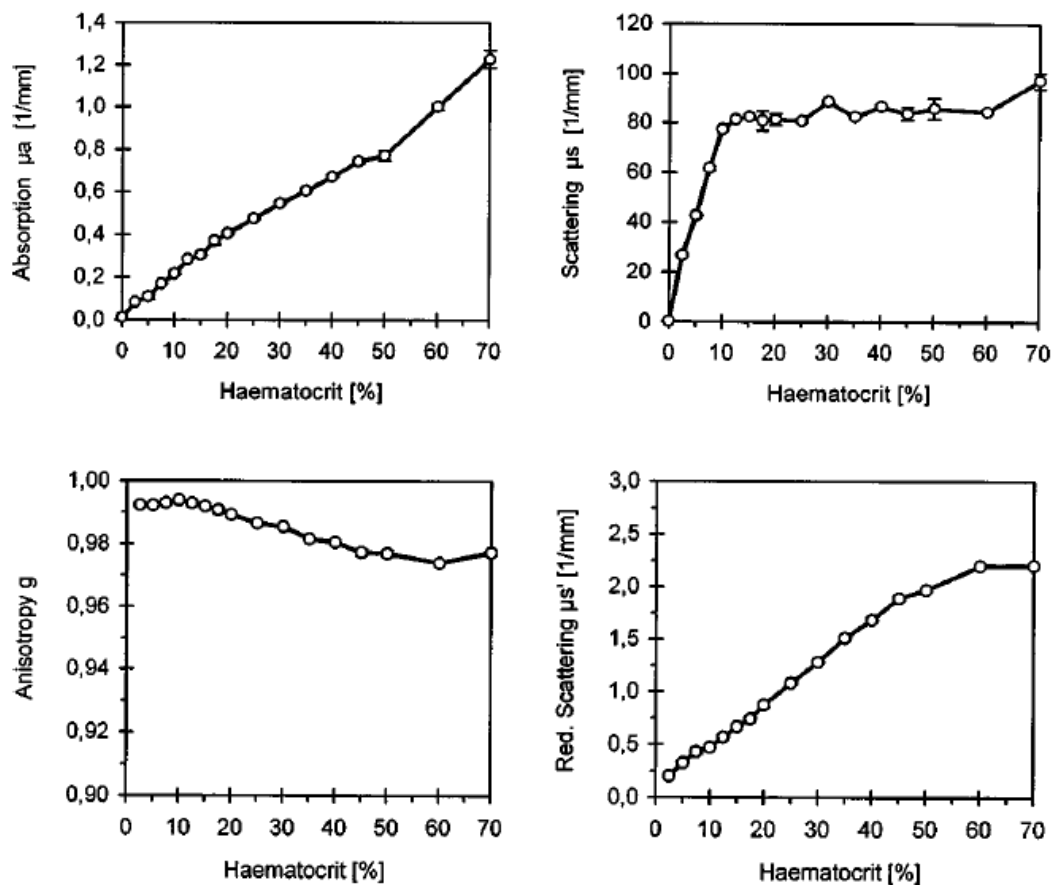 Absorption µa [1/mm]
1,4
1,2
1,0
0,8
0,6
0,4
0,2
0,0
0 10 20 30 40 50 60 70
Haematocrit [%]
Scattering µs [1/mm]
120
100
80
60
40
20
0
0 10 20 30 40 50 60 70
Haematocrit [%]
Anisotropy g
1,00
0,98
0,96
0,94
0,92
0,90
0 10 20 30 40 50 60 70
Haematocrit [%]
Red. Scattering µs' [1/mm]
3,0
2,5
2,0
1,5
1,0
0,5
0,0
0 10 20 30 40 50 60 70
Haematocrit [%]